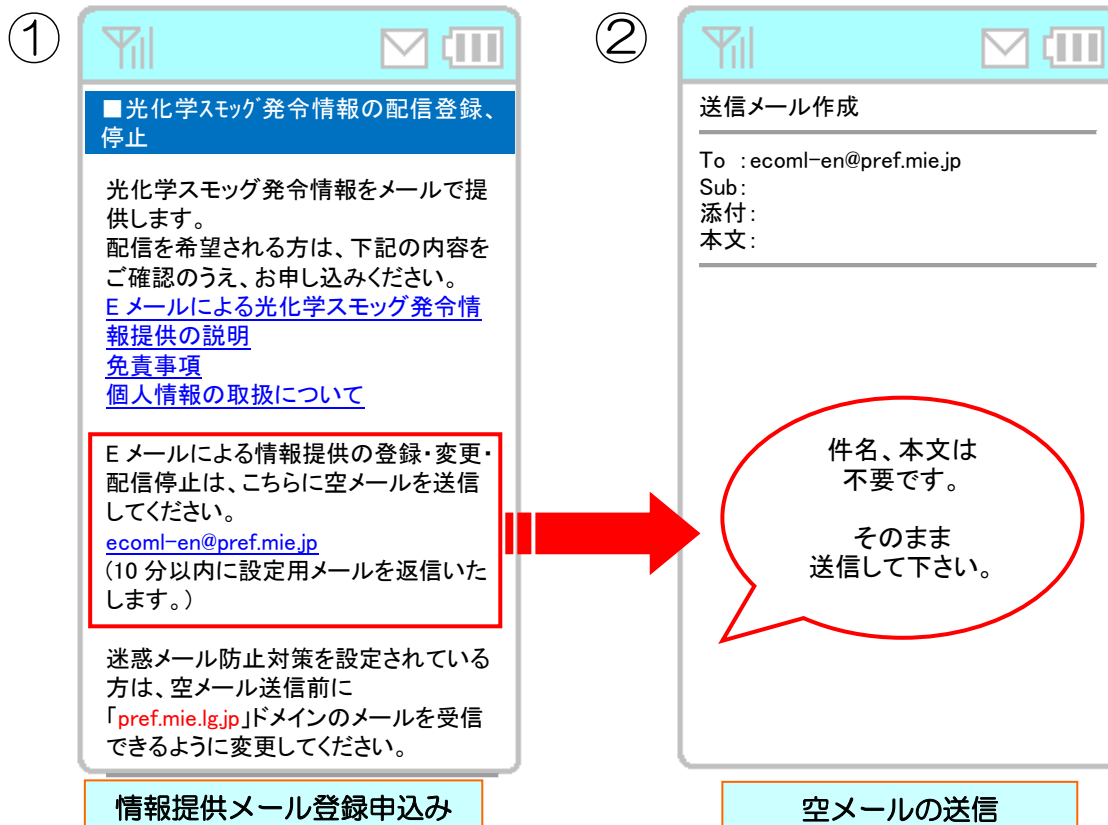 ①
■光化学スモッグ発令情報の配信登録、
停止
光化学スモッグ発令情報をメールで提
供します。
配信を希望される方は、下記の内容を
ご確認のうえ、お申し込みください。
Eメールによる光化学スモッグ発令情
報提供の説明
免責事項
個人情報の取扱について
Eメールによる情報提供の登録・変更・
配信停止は、こちらに空メールを送信
してください。
ecoml-en@pref.mie.jp
(10 分以内に設定用メールを返信いた
します。)
迷惑メール防止対策を設定されている
方は、空メール送信前に
「pref.mie.lg.jp」ドメインのメールを受信
できるように変更してください。
情報提供メール登録申込み
②
送信メール作成
To :ecoml-en@pref.mie.jp
Sub:
添付:
本文:
件名、本文は
不要です。
そのまま
送信して下さい。
空メールの送信